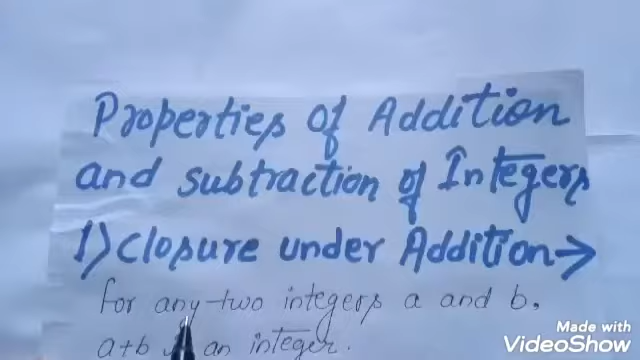 Properties of Addition
and subtraction of Integers
1) Closure under Addition→
for any two integers a and b,
a+b is an integer.
Made with
VideoShow